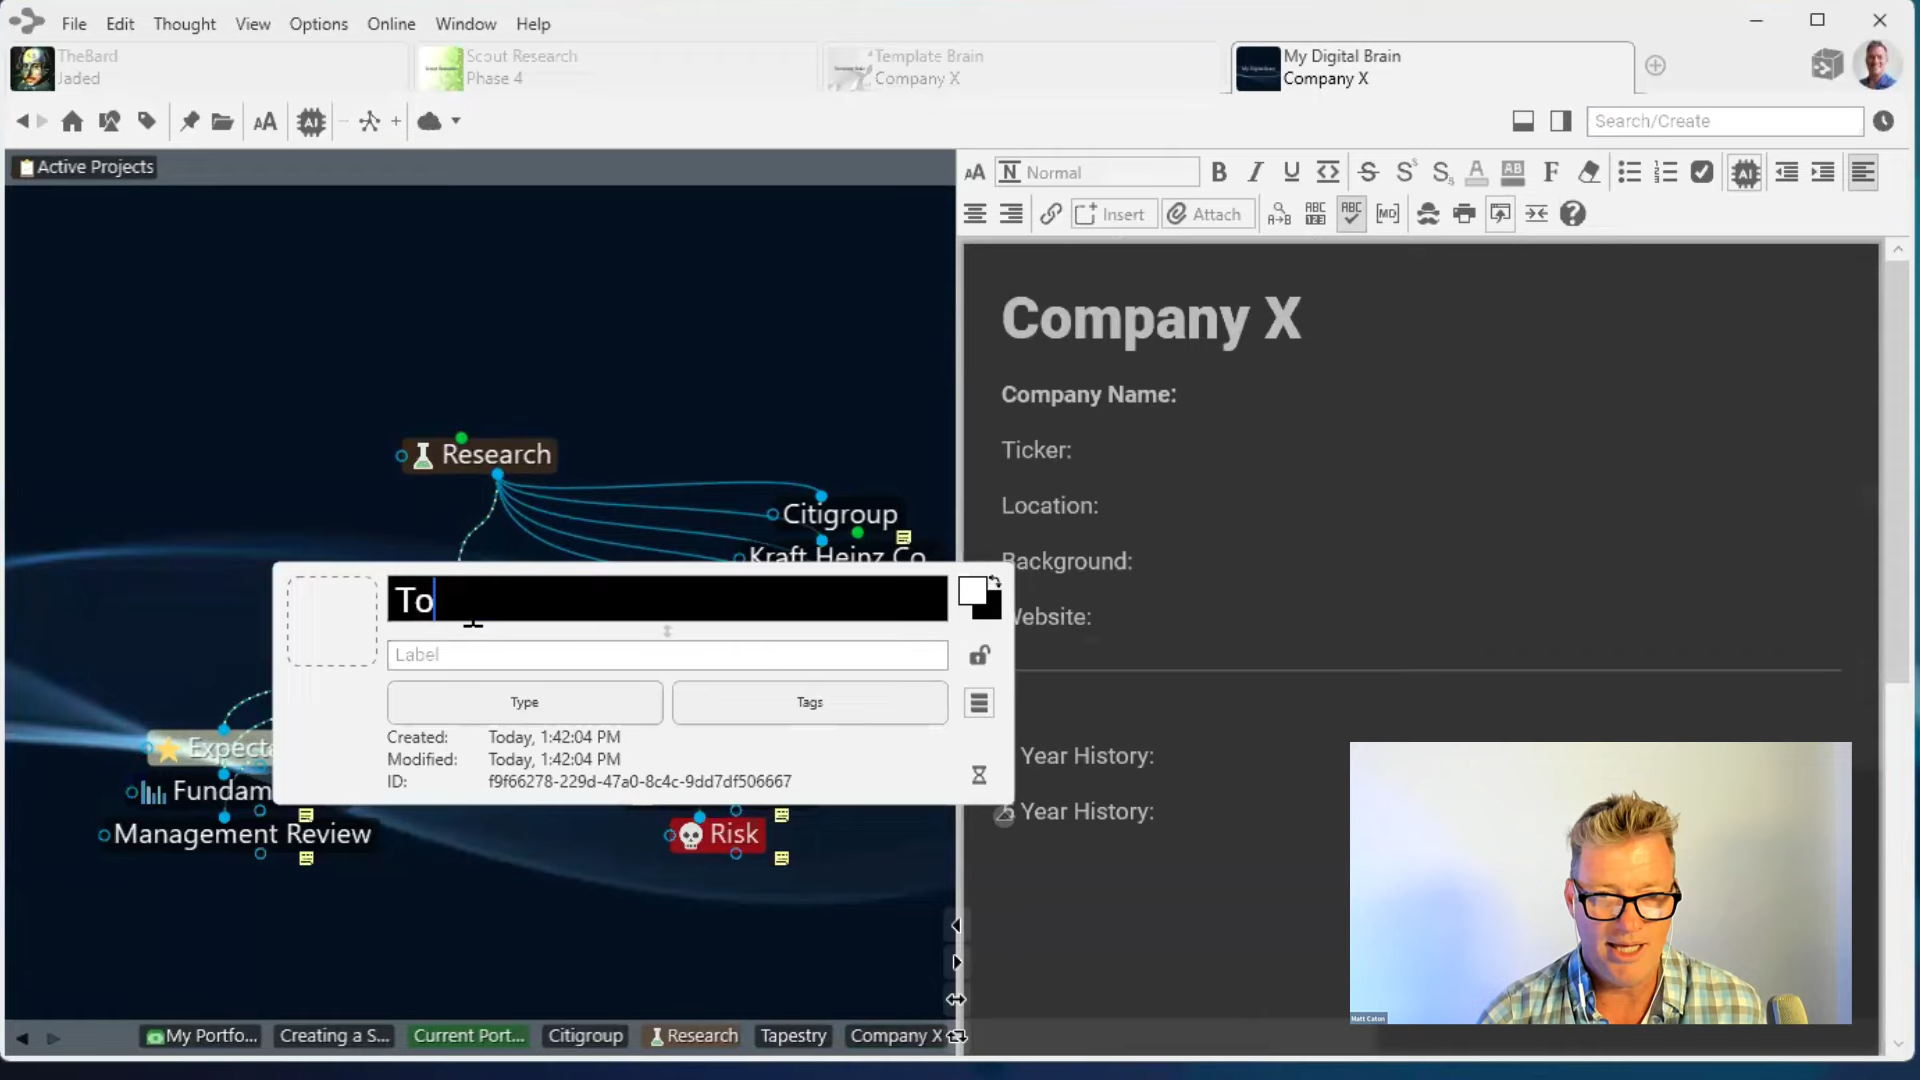 File Edit Thought View Options Online Window Help
TheBard
Jaded
Scout Research
Phase 4
Template Brain
Company X
My Digital Brain
Company X
Search/Create
Active Projects
Normal
Insert
Attach
Research
Citigroup
Kraft Heinz Co
To
Label
Type
Tags
Created: Today, 1:42:04 PM
Modified: Today, 1:42:04 PM
ID: f9f66278-229d-47a0-8c4c-9dd7df506667
Expecta
Fundam
Management Review
Risk
Company X
Company Name:
Ticker:
Location:
Background:
Website:
Year History:
5 Year History:
Matt Caton
My Portfo... Creating a S... Current Port... Citigroup Research Tapestry Company X